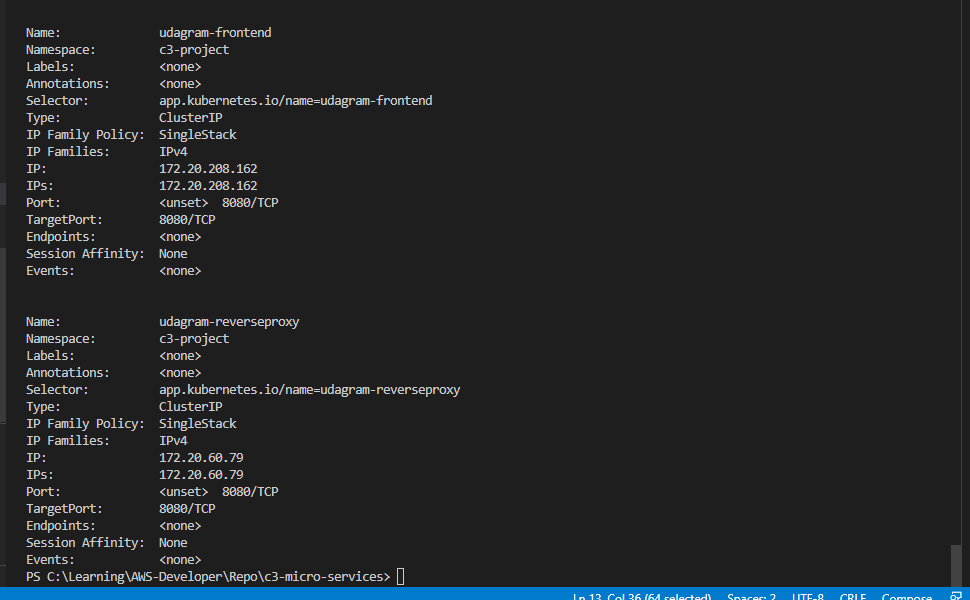 Name:              udagram-frontend
Namespace:         c3-project
Labels:            <none>
Annotations:       <none>
Selector:          app.kubernetes.io/name=udagram-frontend
Type:              ClusterIP
IP Family Policy:  SingleStack
IP Families:       IPv4
IP:                172.20.208.162
IPs:               172.20.208.162
Port:              <unset>  8080/TCP
TargetPort:        8080/TCP
Endpoints:         <none>
Session Affinity:  None
Events:            <none>
Name:              udagram-reverseproxy
Namespace:         c3-project
Labels:            <none>
Annotations:       <none>
Selector:          app.kubernetes.io/name=udagram-reverseproxy
Type:              ClusterIP
IP Family Policy:  SingleStack
IP Families:       IPv4
IP:                172.20.60.79
IPs:               172.20.60.79
Port:              <unset>  8080/TCP
TargetPort:        8080/TCP
Endpoints:         <none>
Session Affinity:  None
Events:            <none>
PS C:\Learning\AWS-Developer\Repo\c3-micro-services>
Ln 13, Col 36 (64 selected) Spaces: 2 UTF-8 CRLF Compose